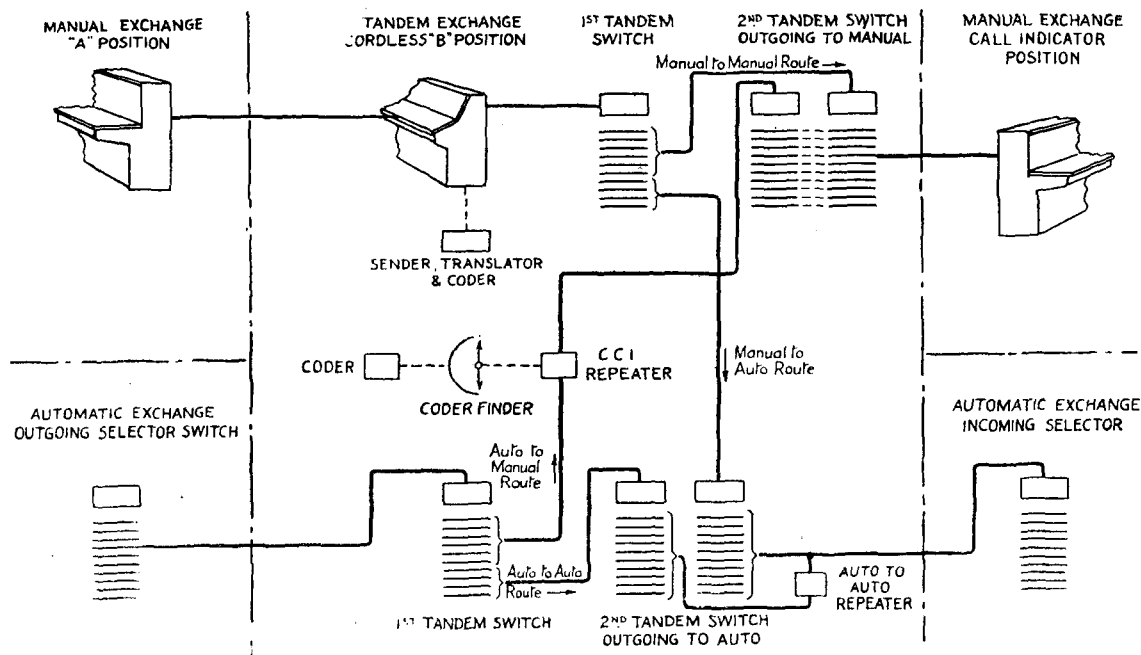 MANUAL EXCHANGE
"A" POSITION
TANDEM EXCHANGE
CORDLESS "B" POSITION
1ST TANDEM
SWITCH
2ND TANDEM SWITCH
OUTGOING TO MANUAL
MANUAL EXCHANGE
CALL INDICATOR
POSITION
Manual to Manual Route
SENDER, TRANSLATOR
& CODER
CODER
CODER FINDER
CCI
REPEATER
Manual to
Auto Route
AUTOMATIC EXCHANGE
OUTGOING SELECTOR SWITCH
AUTOMATIC EXCHANGE
INCOMING SELECTOR
Auto to
Manual
Route
Auto to Auto
Route
AUTO TO
AUTO
REPEATER
1ST TANDEM SWITCH
2ND TANDEM SWITCH
OUTGOING TO AUTO